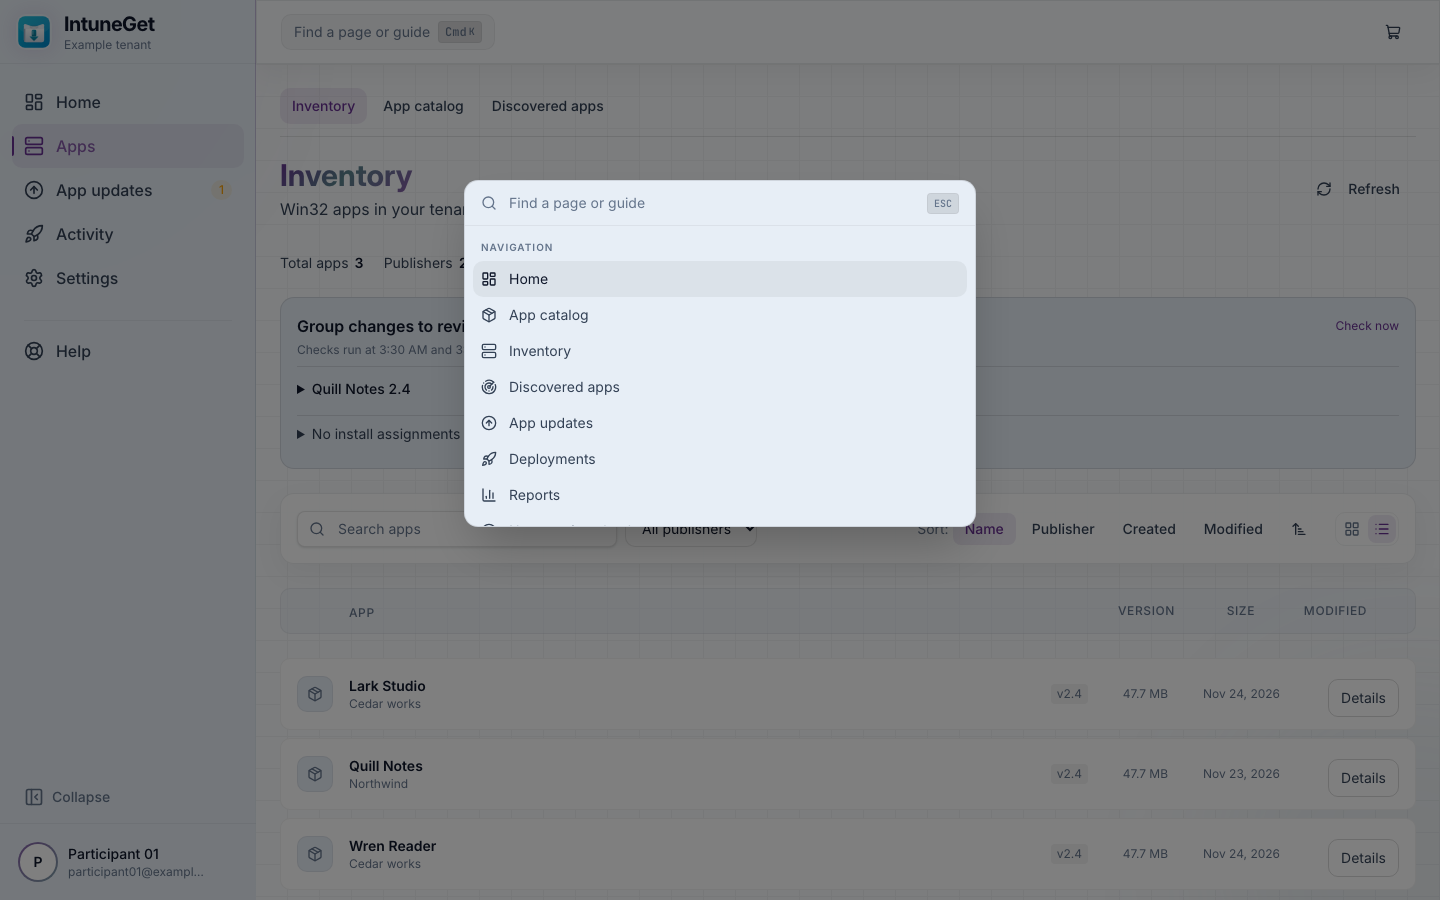 IntuneGet
Example tenant
Find a page or guide Cmd K
Home
Apps
App updates 1
Activity
Settings
Help
Collapse
P
Participant 01
participant01@exampl...
Inventory App catalog Discovered apps
Inventory
Win32 apps in your tena
Refresh
Total apps 3 Publishers
Group changes to revi
Checks run at 3:30 AM and 3
Check now
Quill Notes 2.4
No install assignments
Find a page or guide ESC
NAVIGATION
Home
App catalog
Inventory
Discovered apps
App updates
Deployments
Reports
Search apps All publishers Sort: Name Publisher Created Modified
APP VERSION SIZE MODIFIED
Lark Studio
Cedar works
v2.4 47.7 MB Nov 24, 2026 Details
Quill Notes
Northwind
v2.4 47.7 MB Nov 23, 2026 Details
Wren Reader
Cedar works
v2.4 47.7 MB Nov 24, 2026 Details